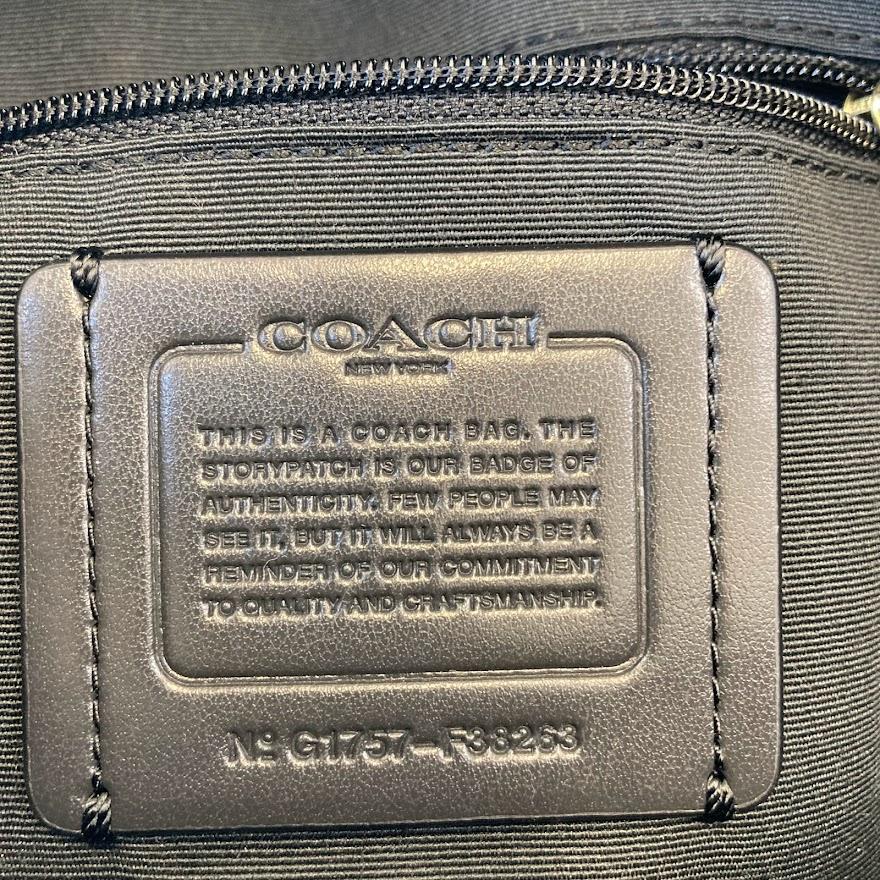 COACH
NEW YORK
THIS IS A COACH BAG. THE
STORYPATCH IS OUR BADGE OF
AUTHENTICITY. FEW PEOPLE MAY
SEE IT, BUT IT WILL ALWAYS BE A
REMINDER OF OUR COMMITMENT
TO QUALITY AND CRAFTSMANSHIP.
Nº G1757-F38263